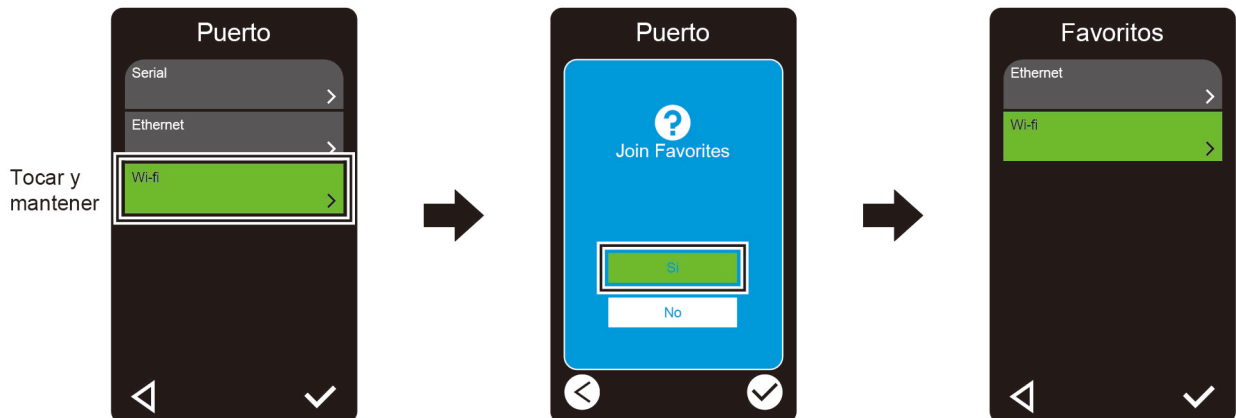 Puerto
Serial
Ethernet
Wi-fi
Tocar y
mantener
Puerto
?
Join Favorites
Si
No
Favoritos
Ethernet
Wi-fi